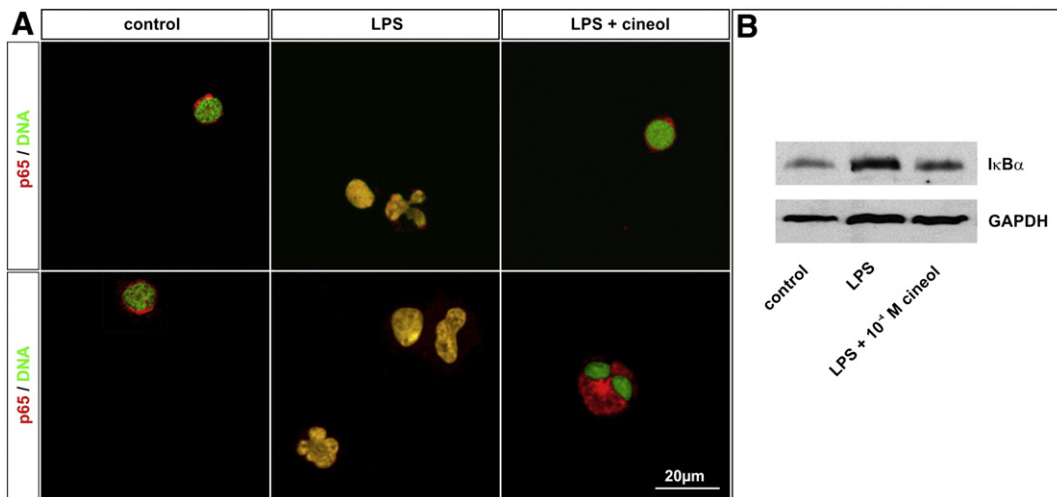 A
control
LPS
LPS + cineol
B
p65 / DNA
p65 / DNA
20µm
IκBα
GAPDH
control
LPS
LPS + 10⁻⁴ M cineol